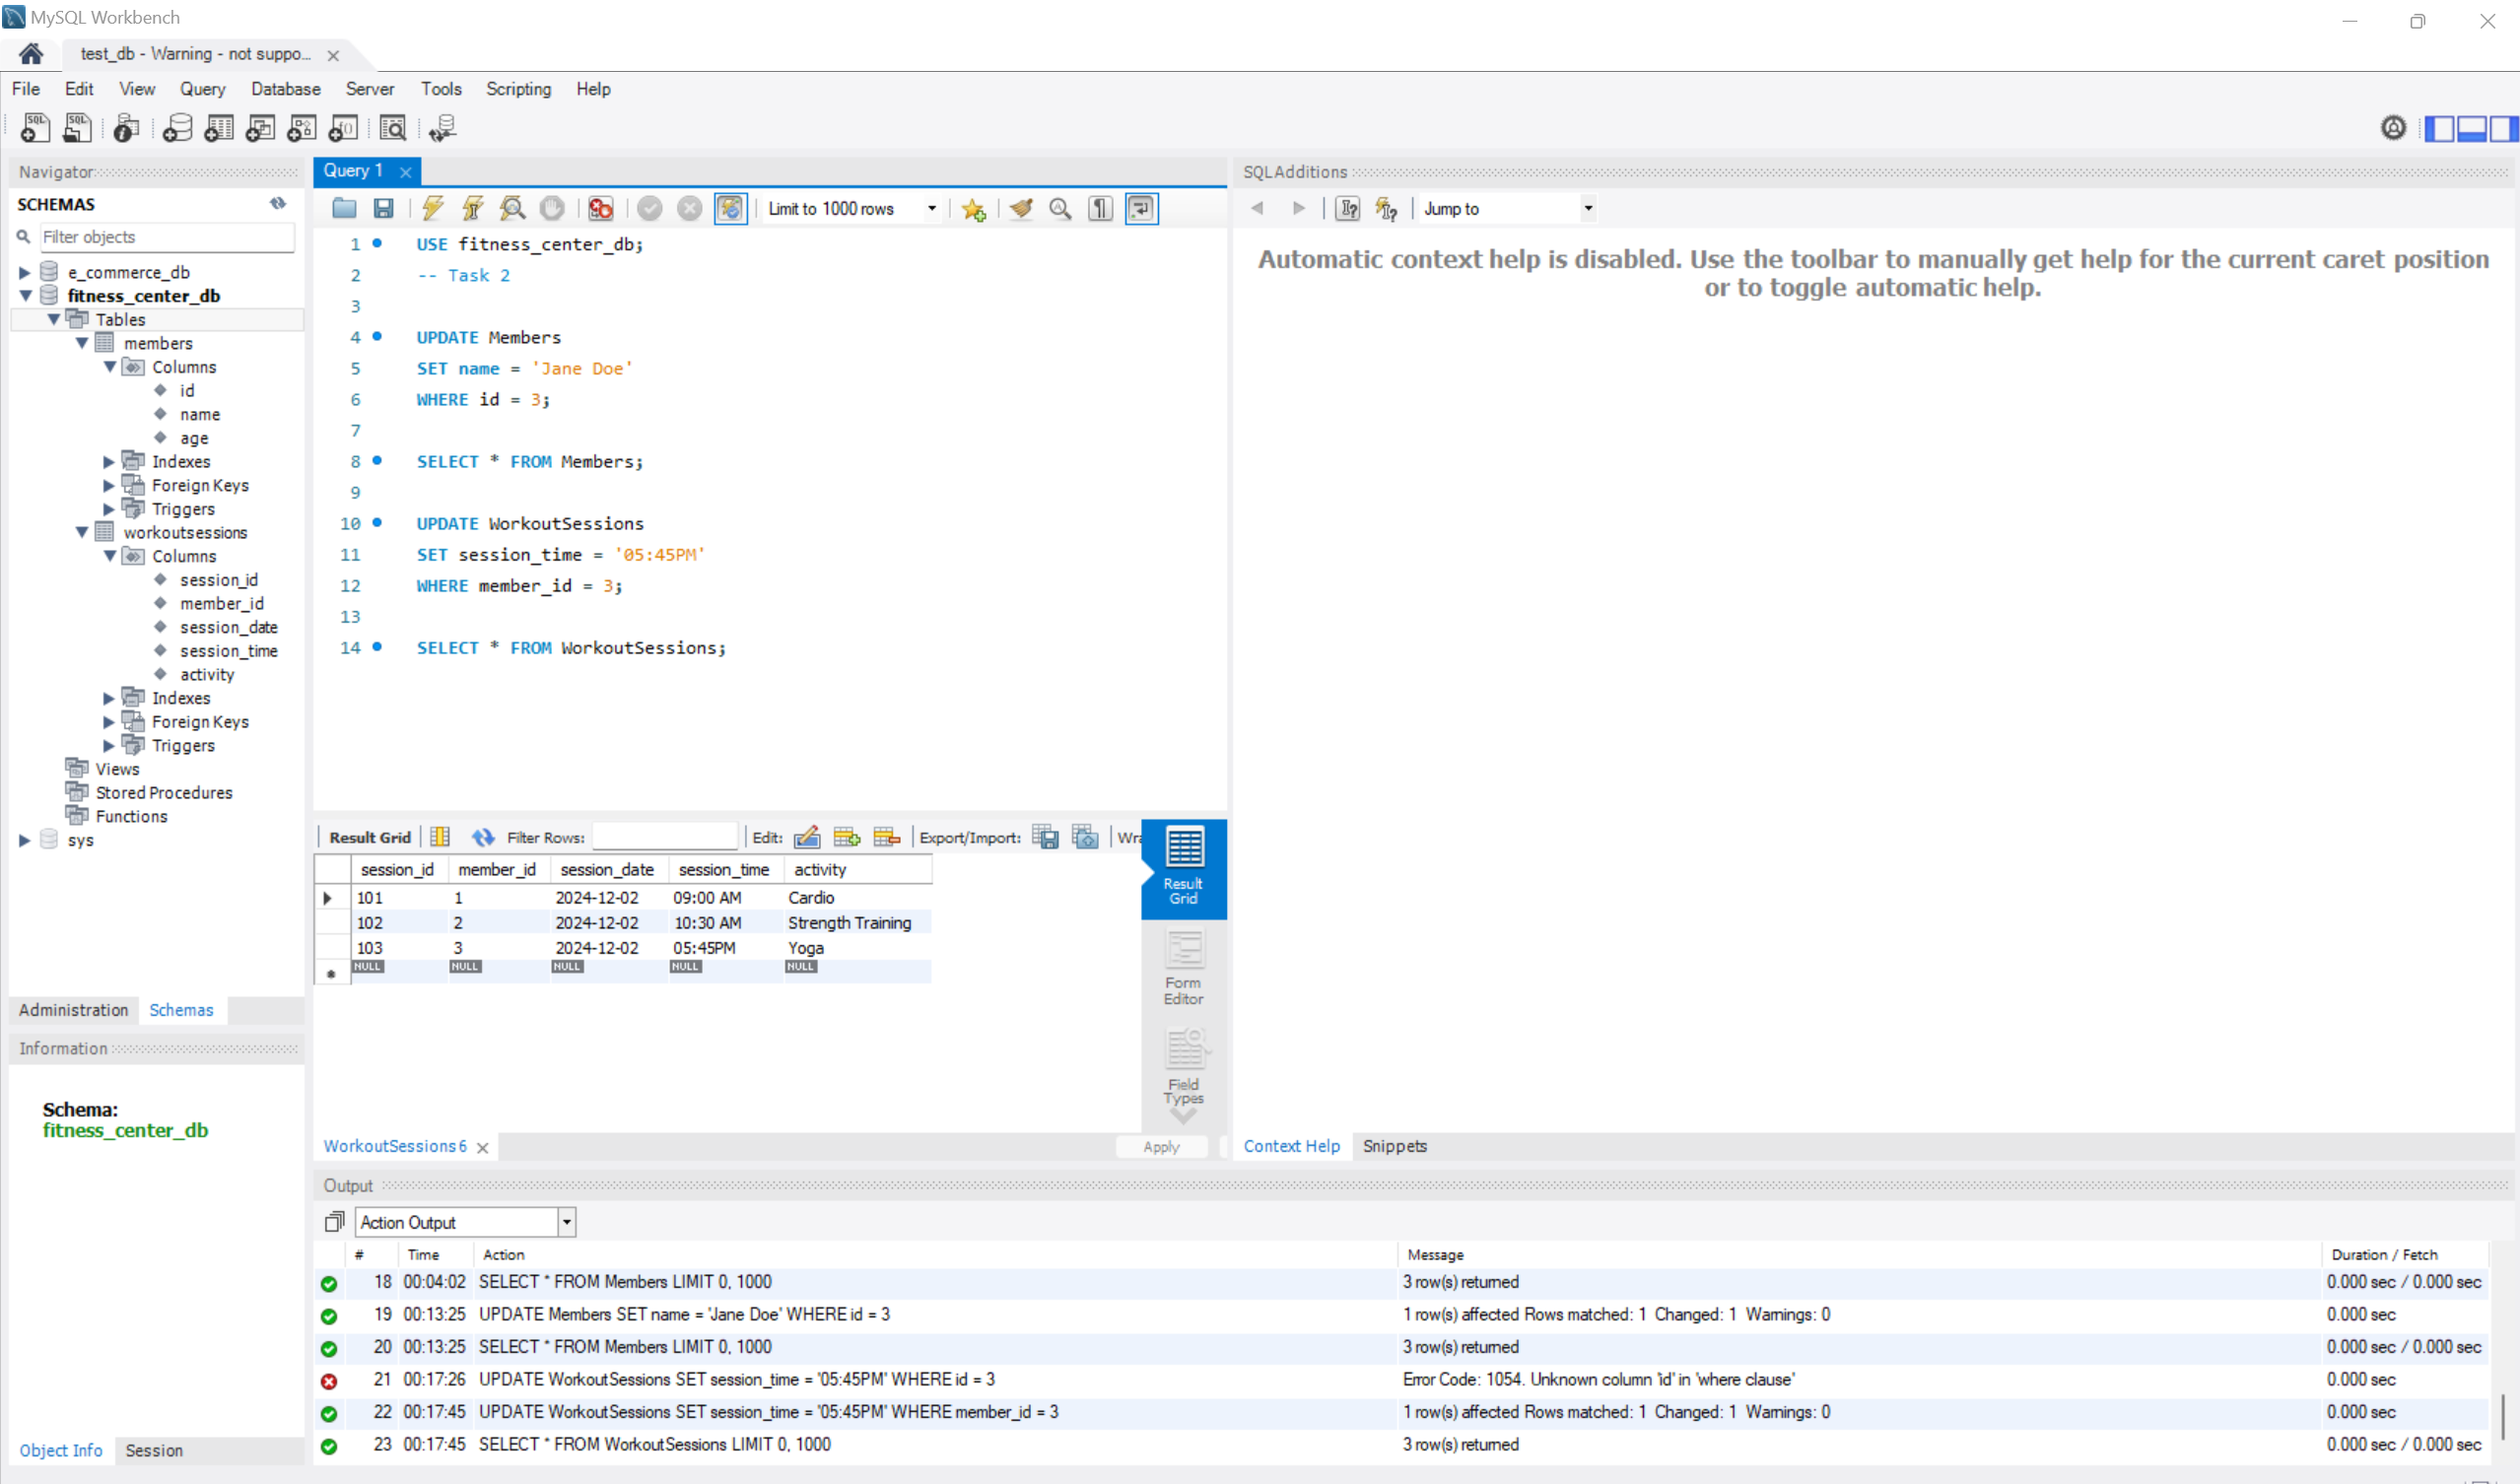 MySQL Workbench
test_db - Warning - not suppo...
File Edit View Query Database Server Tools Scripting Help
Navigator
SCHEMAS
Filter objects
e_commerce_db
fitness_center_db
Tables
members
Columns
id
name
age
Indexes
Foreign Keys
Triggers
workoutsessions
Columns
session_id
member_id
session_date
session_time
activity
Indexes
Foreign Keys
Triggers
Views
Stored Procedures
Functions
sys
Administration Schemas
Information
Schema:
fitness_center_db
Object Info Session
Query 1
Limit to 1000 rows
1 USE fitness_center_db;
2 -- Task 2
3
4 UPDATE Members
5 SET name = 'Jane Doe'
6 WHERE id = 3;
7
8 SELECT * FROM Members;
9
10 UPDATE WorkoutSessions
11 SET session_time = '05:45PM'
12 WHERE member_id = 3;
13
14 SELECT * FROM WorkoutSessions;
Result Grid Filter Rows: Edit: Export/Import: Wra
session_id member_id session_date session_time activity
101 1 2024-12-02 09:00 AM Cardio
102 2 2024-12-02 10:30 AM Strength Training
103 3 2024-12-02 05:45PM Yoga
NULL NULL NULL NULL NULL
Result
Grid
Form
Editor
Field
Types
WorkoutSessions 6
Apply
SQLAdditions
Jump to
Automatic context help is disabled. Use the toolbar to manually get help for the current caret position
or to toggle automatic help.
Context Help Snippets
Output
Action Output
# Time Action Message Duration / Fetch
18 00:04:02 SELECT * FROM Members LIMIT 0, 1000 3 row(s) returned 0.000 sec / 0.000 sec
19 00:13:25 UPDATE Members SET name = 'Jane Doe' WHERE id = 3 1 row(s) affected Rows matched: 1 Changed: 1 Warnings: 0 0.000 sec
20 00:13:25 SELECT * FROM Members LIMIT 0, 1000 3 row(s) returned 0.000 sec / 0.000 sec
21 00:17:26 UPDATE WorkoutSessions SET session_time = '05:45PM' WHERE id = 3 Error Code: 1054. Unknown column 'id' in 'where clause' 0.000 sec
22 00:17:45 UPDATE WorkoutSessions SET session_time = '05:45PM' WHERE member_id = 3 1 row(s) affected Rows matched: 1 Changed: 1 Warnings: 0 0.000 sec
23 00:17:45 SELECT * FROM WorkoutSessions LIMIT 0, 1000 3 row(s) returned 0.000 sec / 0.000 sec